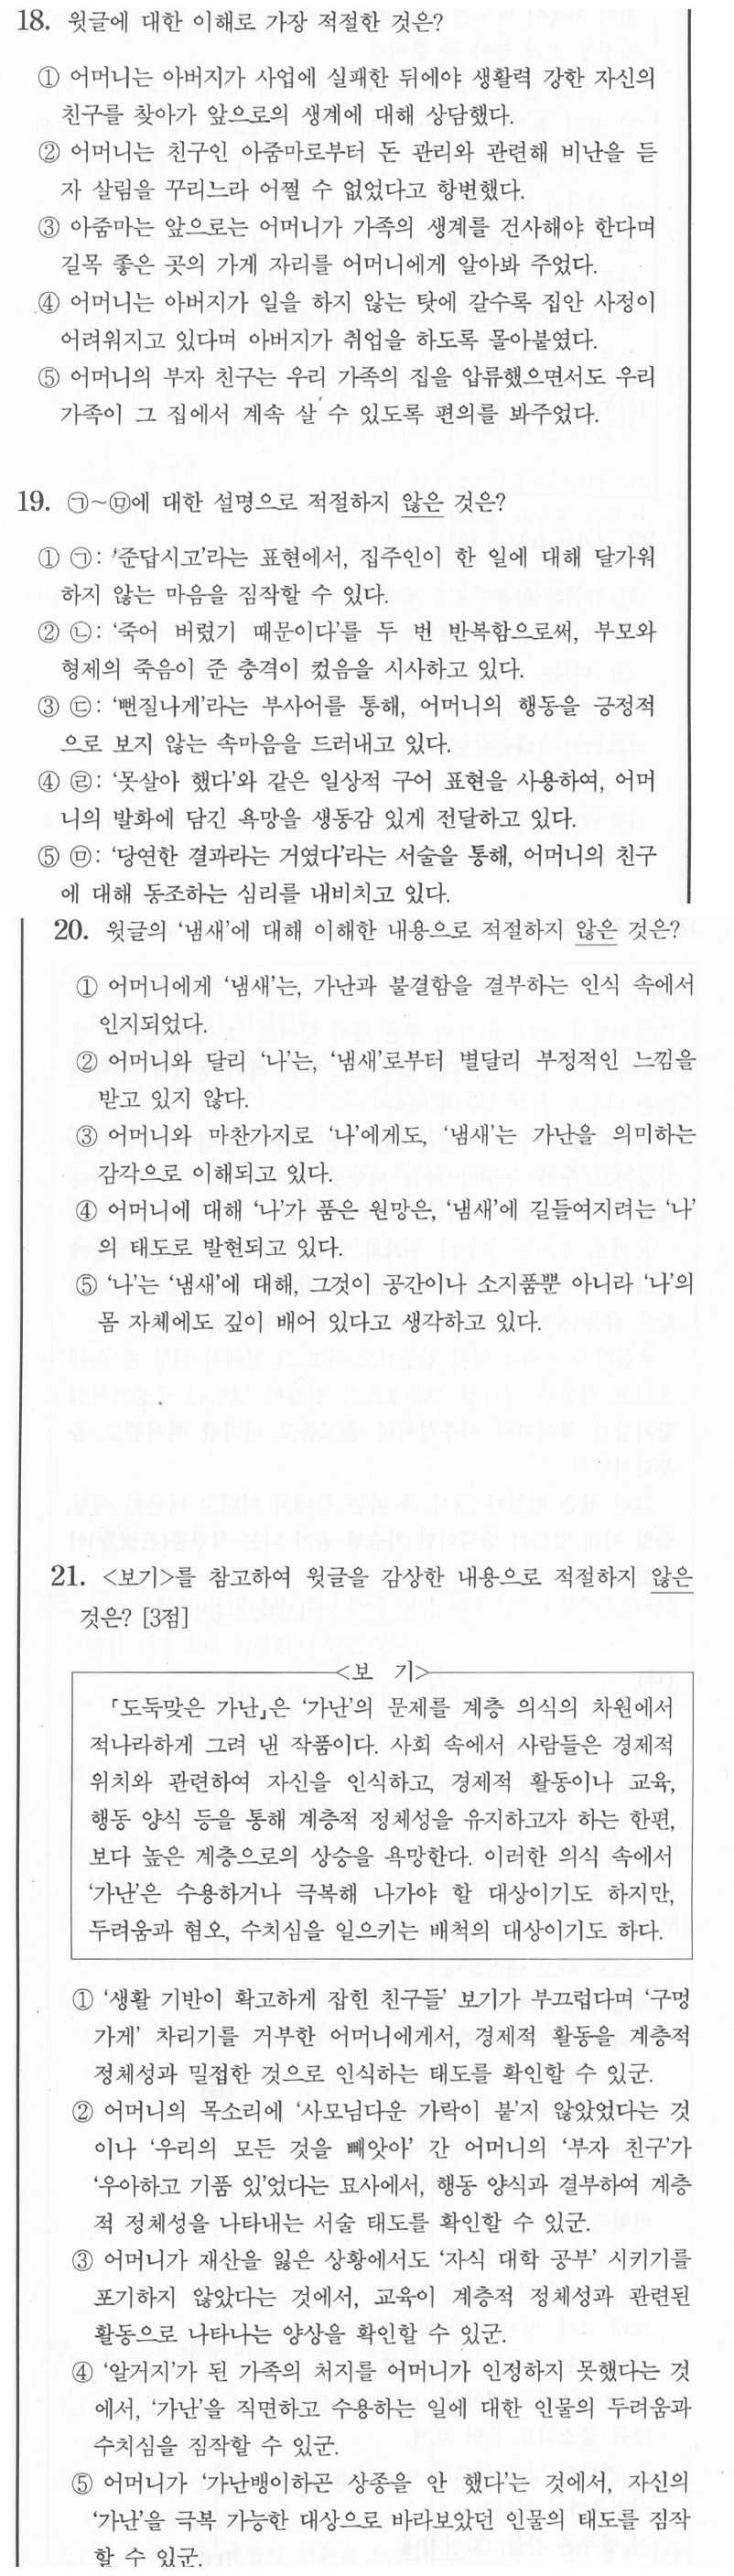 18. 윗글에 대한 이해로 가장 적절한 것은?
① 어머니는 아버지가 사업에 실패한 뒤에야 생활력 강한 자신의
친구를 찾아가 앞으로의 생계에 대해 상담했다.
② 어머니는 친구인 아줌마로부터 돈 관리와 관련해 비난을 듣
자 살림을 꾸리느라 어쩔 수 없었다고 항변했다.
③ 아줌마는 앞으로는 어머니가 가족의 생계를 건사해야 한다며
길목 좋은 곳의 가게 자리를 어머니에게 알아봐 주었다.
④ 어머니는 아버지가 일을 하지 않는 탓에 갈수록 집안 사정이
어려워지고 있다며 아버지가 취업을 하도록 몰아붙였다.
⑤ 어머니의 부자 친구는 우리 가족의 집을 압류했으면서도 우리
가족이 그 집에서 계속 살 수 있도록 편의를 봐주었다.
19. ㉠~㉤에 대한 설명으로 적절하지 않은 것은?
① ㉠: ‘준답시고’라는 표현에서, 집주인이 한 일에 대해 달가워
하지 않는 마음을 짐작할 수 있다.
② ㉡: ‘죽어 버렸기 때문이다’를 두 번 반복함으로써, 부모와
형제의 죽음이 준 충격이 컸음을 시사하고 있다.
③ ㉢: ‘뻔질나게’라는 부사어를 통해, 어머니의 행동을 긍정적
으로 보지 않는 속마음을 드러내고 있다.
④ ㉣: ‘못살아 했다’와 같은 일상적 구어 표현을 사용하여, 어머
니의 발화에 담긴 욕망을 생동감 있게 전달하고 있다.
⑤ ㉤: ‘당연한 결과라는 거였다’라는 서술을 통해, 어머니의 친구
에 대해 동조하는 심리를 내비치고 있다.
20. 윗글의 ‘냄새’에 대해 이해한 내용으로 적절하지 않은 것은?
① 어머니에게 ‘냄새’는, 가난과 불결함을 결부하는 인식 속에서
인지되었다.
② 어머니와 달리 ‘나’는, ‘냄새’로부터 별달리 부정적인 느낌을
받고 있지 않다.
③ 어머니와 마찬가지로 ‘나’에게도, ‘냄새’는 가난을 의미하는
감각으로 이해되고 있다.
④ 어머니에 대해 ‘나’가 품은 원망은, ‘냄새’에 길들여지려는 ‘나’
의 태도로 발현되고 있다.
⑤ ‘나’는 ‘냄새’에 대해, 그것이 공간이나 소지품뿐 아니라 ‘나’의
몸 자체에도 깊이 배어 있다고 생각하고 있다.
21. <보기>를 참고하여 윗글을 감상한 내용으로 적절하지 않은
것은? [3점]
<보 기>
「도둑맞은 가난」은 ‘가난’의 문제를 계층 의식의 차원에서
적나라하게 그려 낸 작품이다. 사회 속에서 사람들은 경제적
위치와 관련하여 자신을 인식하고, 경제적 활동이나 교육,
행동 양식 등을 통해 계층적 정체성을 유지하고자 하는 한편,
보다 높은 계층으로의 상승을 욕망한다. 이러한 의식 속에서
‘가난’은 수용하거나 극복해 나가야 할 대상이기도 하지만,
두려움과 혐오, 수치심을 일으키는 배척의 대상이기도 하다.
① ‘생활 기반이 확고하게 잡힌 친구들’ 보기가 부끄럽다며 ‘구멍
가게’ 차리기를 거부한 어머니에게서, 경제적 활동을 계층적
정체성과 밀접한 것으로 인식하는 태도를 확인할 수 있군.
② 어머니의 목소리에 ‘사모님다운 가락이 붙’지 않았었다는 것
이나 ‘우리의 모든 것을 빼앗아’ 간 어머니의 ‘부자 친구’가
‘우아하고 기품 있’었다는 묘사에서, 행동 양식과 결부하여 계층
적 정체성을 나타내는 서술 태도를 확인할 수 있군.
③ 어머니가 재산을 잃은 상황에서도 ‘자식 대학 공부’ 시키기를
포기하지 않았다는 것에서, 교육이 계층적 정체성과 관련된
활동으로 나타나는 양상을 확인할 수 있군.
④ ‘알거지’가 된 가족의 처지를 어머니가 인정하지 못했다는 것
에서, ‘가난’을 직면하고 수용하는 일에 대한 인물의 두려움과
수치심을 짐작할 수 있군.
⑤ 어머니가 ‘가난뱅이하곤 상종을 안 했다’는 것에서, 자신의
‘가난’을 극복 가능한 대상으로 바라보았던 인물의 태도를 짐작
할 수 있군.